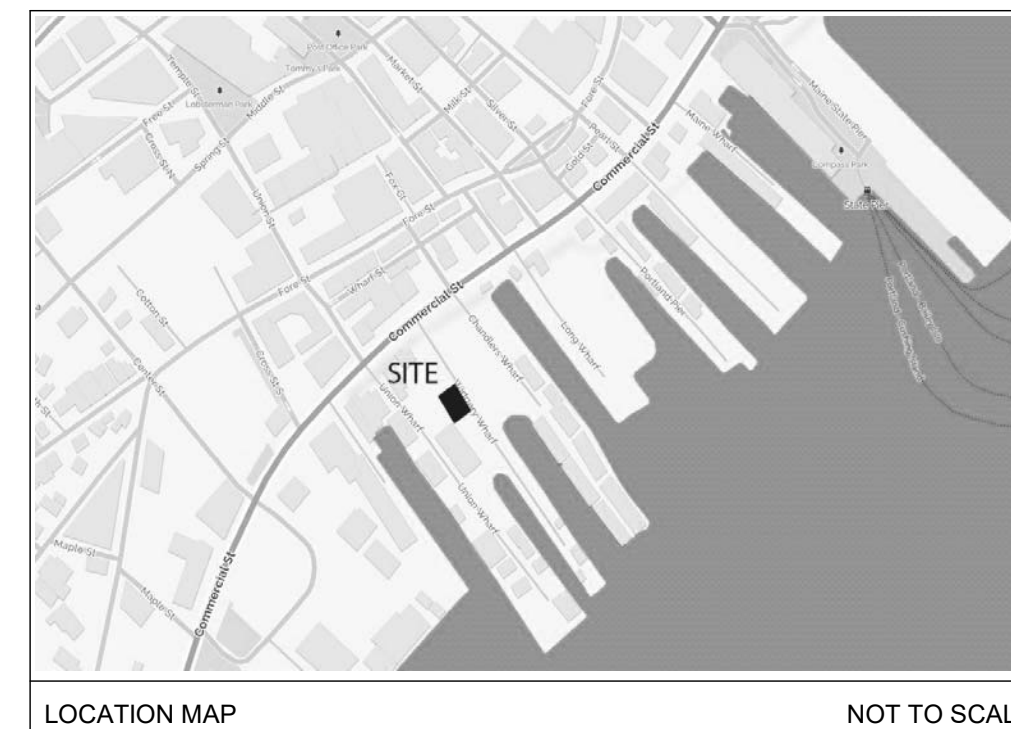 Post Office Park
Tommy's Park
Temple St
Lobsterman Park
Free St
Middle St
Market St
Milk St
Silver St
Fore St
Pearl St
Gold St
Commercial St
Maine Wharf
Maine State Pier
Compass Park
State Pier
Cross St N
Spring St
Union St
Fox Ct
Fore St
Wharf St
Fore St
Commercial St
Portland Pier
Long Wharf
Chandlers Wharf
Cotton St
Center St
Cross St S
SITE
Union Wharf
Widgery Wharf
Union Wharf
Maple St
Maple St
Commercial St
LOCATION MAP
NOT TO SCAL